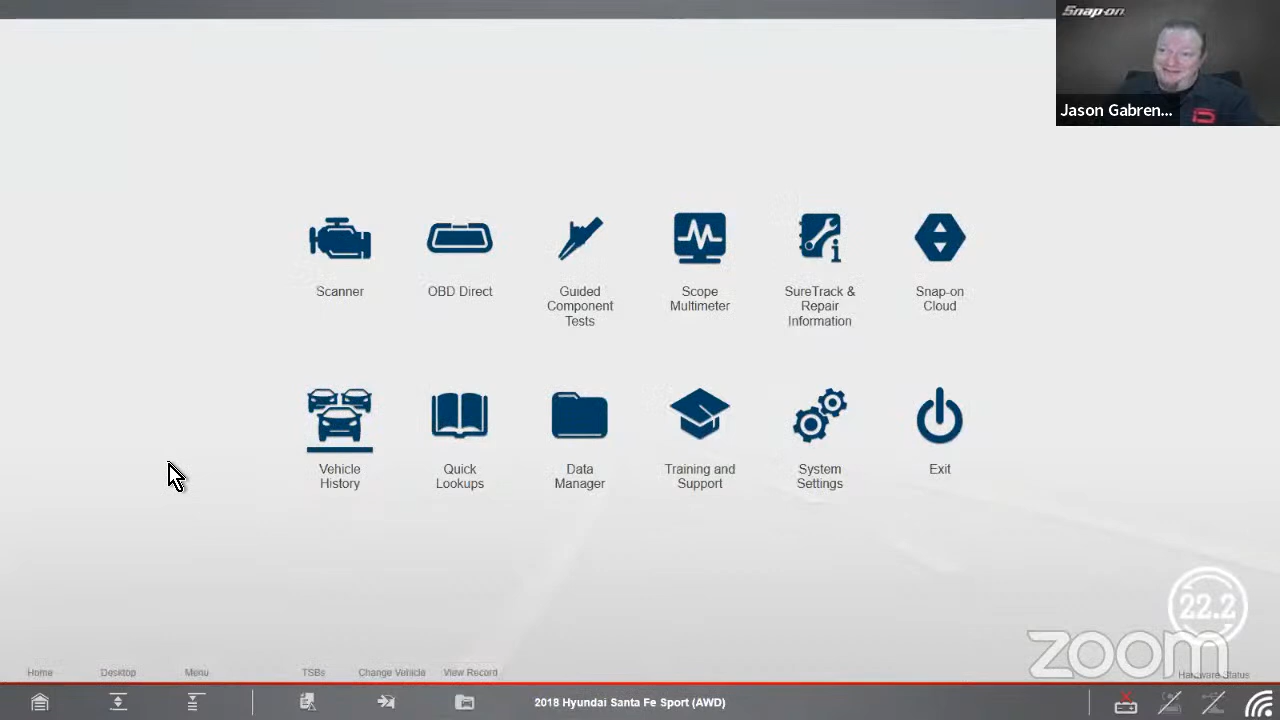 Snap-on
Jason Gabren...
Scanner
OBD Direct
Guided
Component
Tests
Scope
Multimeter
SureTrack &
Repair
Information
Snap-on
Cloud
Vehicle
History
Quick
Lookups
Data
Manager
Training and
Support
System
Settings
Exit
22.2
zoom
Home
Desktop
Menu
TSBs
Change Vehicle
View Record
Hardware Status
2018 Hyundai Santa Fe Sport (AWD)